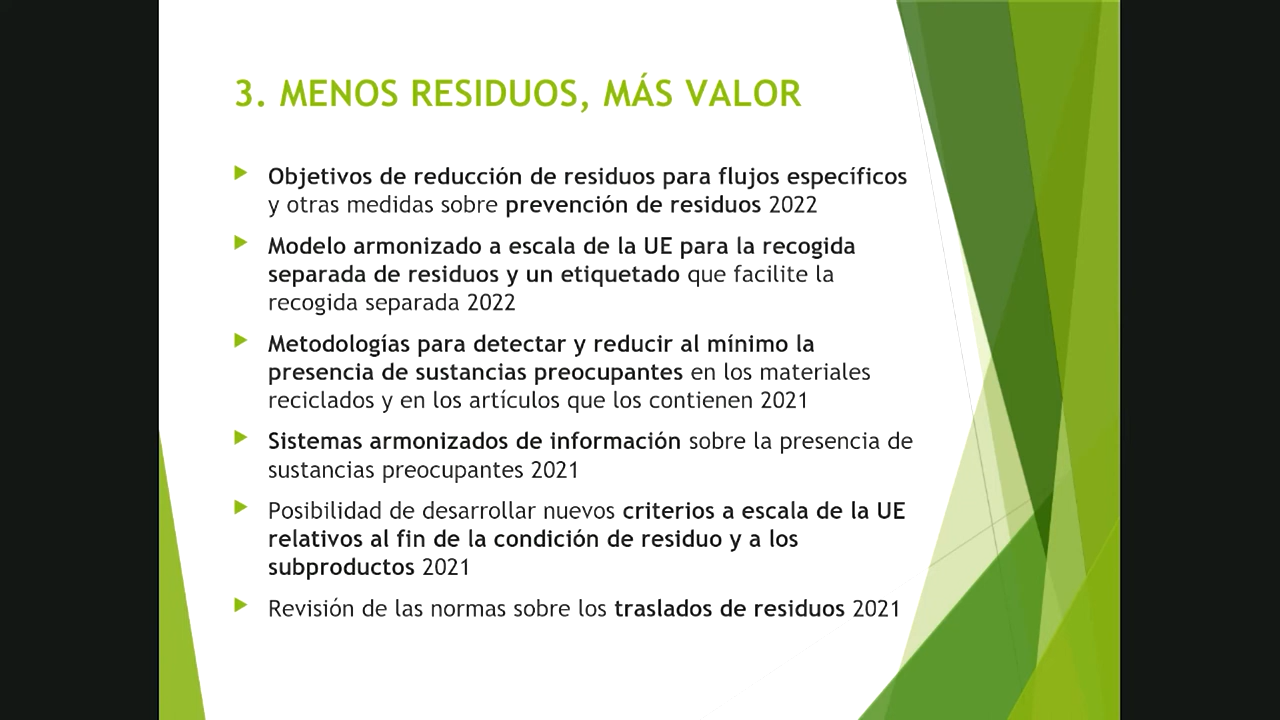 3. MENOS RESIDUOS, MÁS VALOR
Objetivos de reducción de residuos para flujos específicos
y otras medidas sobre prevención de residuos 2022
Modelo armonizado a escala de la UE para la recogida
separada de residuos y un etiquetado que facilite la
recogida separada 2022
Metodologías para detectar y reducir al mínimo la
presencia de sustancias preocupantes en los materiales
reciclados y en los artículos que los contienen 2021
Sistemas armonizados de información sobre la presencia de
sustancias preocupantes 2021
Posibilidad de desarrollar nuevos criterios a escala de la UE
relativos al fin de la condición de residuo y a los
subproductos 2021
Revisión de las normas sobre los traslados de residuos 2021